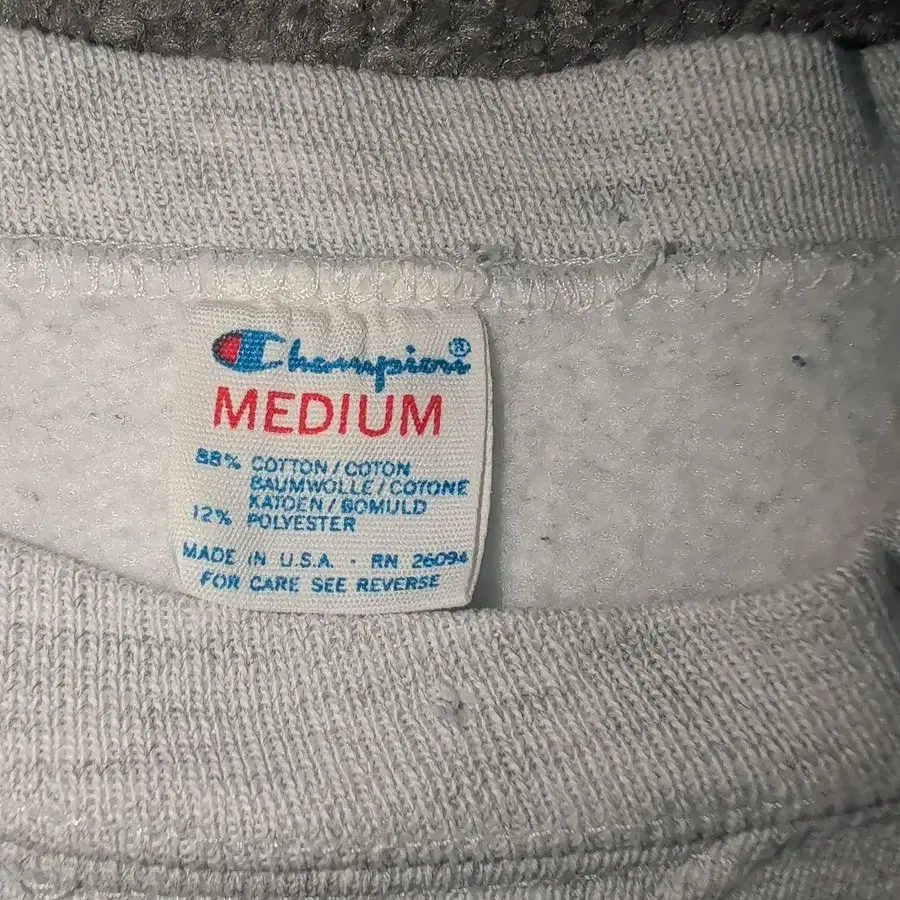 Champion®
MEDIUM
88% COTTON / COTON
BAUMWOLLE / COTONE
KATOEN / BOMULD
12% POLYESTER
MADE IN U.S.A. · RN 26094
FOR CARE SEE REVERSE